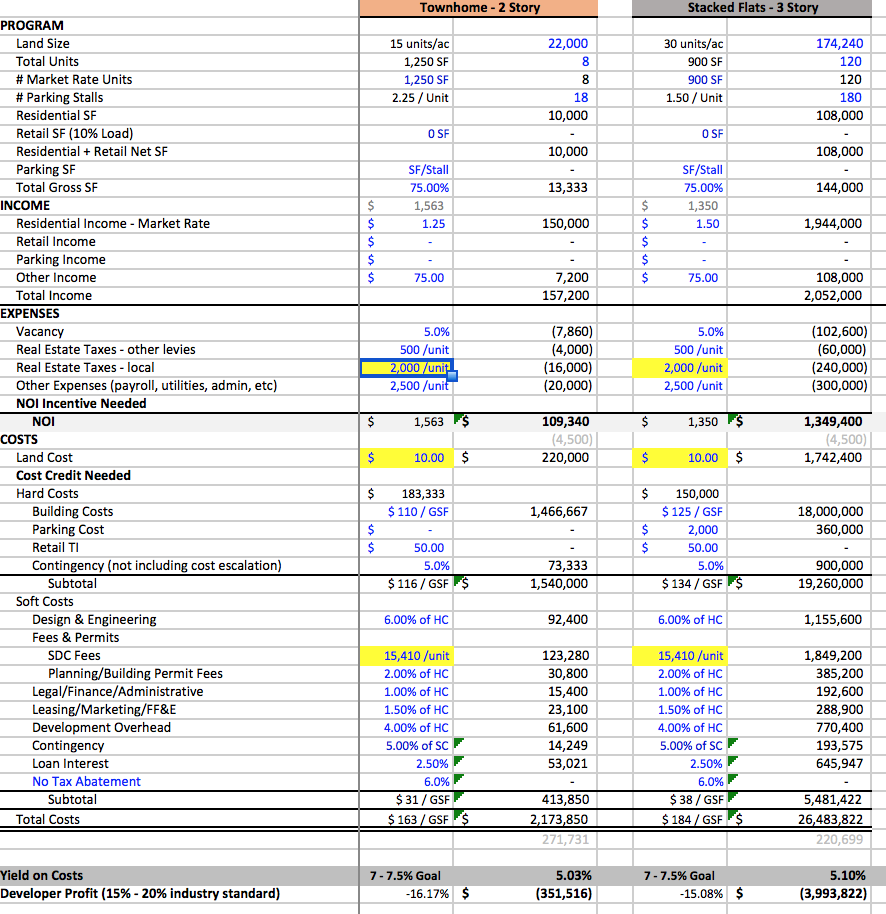 Townhome - 2 Story Stacked Flats - 3 Story
PROGRAM
Land Size 15 units/ac 22,000 30 units/ac 174,240
Total Units 1,250 SF 8 900 SF 120
# Market Rate Units 1,250 SF 8 900 SF 120
# Parking Stalls 2.25 / Unit 18 1.50 / Unit 180
Residential SF 10,000 108,000
Retail SF (10% Load) 0 SF - 0 SF -
Residential + Retail Net SF 10,000 108,000
Parking SF SF/Stall - SF/Stall -
Total Gross SF 75.00% 13,333 75.00% 144,000
INCOME $ 1,563 $ 1,350
Residential Income - Market Rate $ 1.25 150,000 $ 1.50 1,944,000
Retail Income $ - - $ - -
Parking Income $ - - $ - -
Other Income $ 75.00 7,200 $ 75.00 108,000
Total Income 157,200 2,052,000
EXPENSES
Vacancy 5.0% (7,860) 5.0% (102,600)
Real Estate Taxes - other levies 500 /unit (4,000) 500 /unit (60,000)
Real Estate Taxes - local 2,000 /unit (16,000) 2,000 /unit (240,000)
Other Expenses (payroll, utilities, admin, etc) 2,500 /unit (20,000) 2,500 /unit (300,000)
NOI Incentive Needed
NOI $ 1,563 $ 109,340 $ 1,350 $ 1,349,400
COSTS (4,500) (4,500)
Land Cost $ 10.00 $ 220,000 $ 10.00 $ 1,742,400
Cost Credit Needed
Hard Costs $ 183,333 $ 150,000
Building Costs $ 110 / GSF 1,466,667 $ 125 / GSF 18,000,000
Parking Cost $ - - $ 2,000 360,000
Retail TI $ 50.00 - $ 50.00 -
Contingency (not including cost escalation) 5.0% 73,333 5.0% 900,000
Subtotal $ 116 / GSF $ 1,540,000 $ 134 / GSF $ 19,260,000
Soft Costs
Design & Engineering 6.00% of HC 92,400 6.00% of HC 1,155,600
Fees & Permits
SDC Fees 15,410 /unit 123,280 15,410 /unit 1,849,200
Planning/Building Permit Fees 2.00% of HC 30,800 2.00% of HC 385,200
Legal/Finance/Administrative 1.00% of HC 15,400 1.00% of HC 192,600
Leasing/Marketing/FF&E 1.50% of HC 23,100 1.50% of HC 288,900
Development Overhead 4.00% of HC 61,600 4.00% of HC 770,400
Contingency 5.00% of SC 14,249 5.00% of SC 193,575
Loan Interest 2.50% 53,021 2.50% 645,947
No Tax Abatement 6.0% - 6.0% -
Subtotal $ 31 / GSF 413,850 $ 38 / GSF 5,481,422
Total Costs $ 163 / GSF $ 2,173,850 $ 184 / GSF $ 26,483,822
271,731 220,699
Yield on Costs 7 - 7.5% Goal 5.03% 7 - 7.5% Goal 5.10%
Developer Profit (15% - 20% industry standard) -16.17% $ (351,516) -15.08% $ (3,993,822)